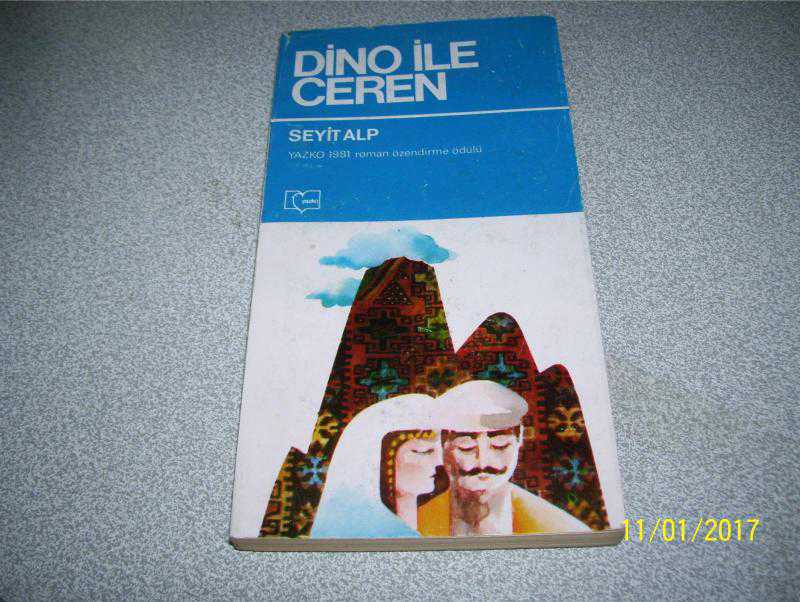 DİNO İLE
CEREN
SEYİT ALP
YAZKO 1981 roman özendirme ödülü
yazko
11/01/2017